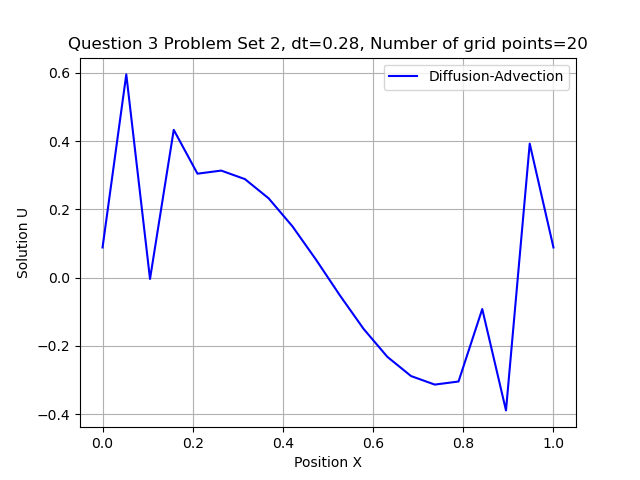 Question 3 Problem Set 2, dt=0.28, Number of grid points=20
Diffusion-Advection
Solution U
0.6
0.4
0.2
0.0
−0.2
−0.4
0.0 0.2 0.4 0.6 0.8 1.0
Position X